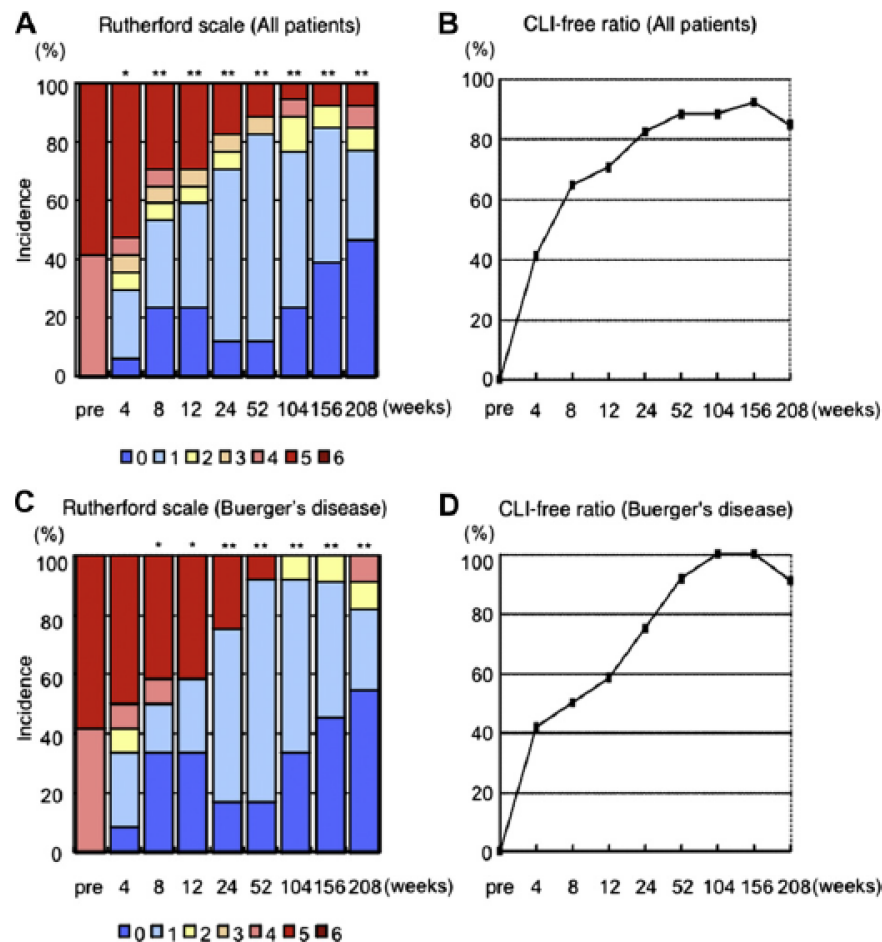 A Rutherford scale (All patients)
(%)
* ** ** ** ** ** ** **
100
80
60
40
20
0
Incidence
pre 4 8 12 24 52 104 156 208 (weeks)
0 1 2 3 4 5 6
B CLI-free ratio (All patients)
(%)
100
80
60
40
20
0
pre 4 8 12 24 52 104 156 208 (weeks)
C Rutherford scale (Buerger's disease)
(%)
* * ** ** ** ** **
100
80
60
40
20
0
Incidence
pre 4 8 12 24 52 104 156 208 (weeks)
0 1 2 3 4 5 6
D CLI-free ratio (Buerger's disease)
(%)
100
80
60
40
20
0
pre 4 8 12 24 52 104 156 208 (weeks)